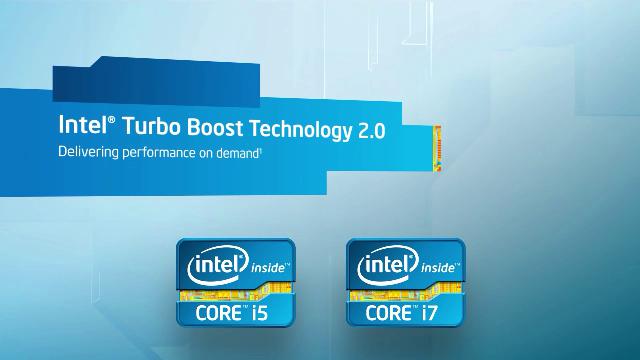 Intel® Turbo Boost Technology 2.0
Delivering performance on demand¹
intel® inside™
CORE™ i5
intel® inside™
CORE™ i7